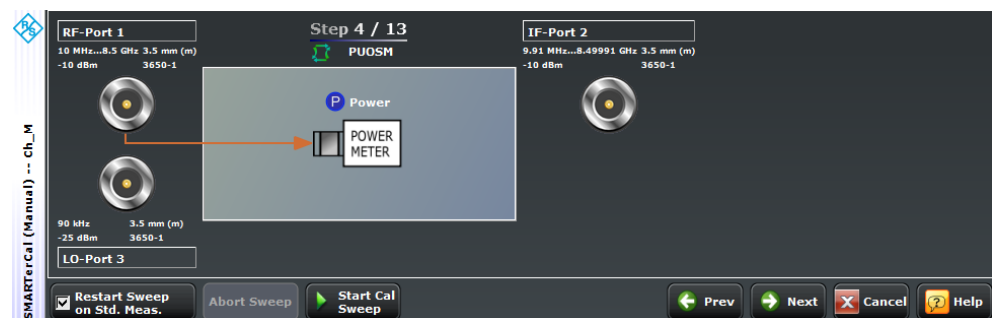 R&S
SMARTerCal (Manual) -- Ch_M
RF-Port 1
10 MHz...8.5 GHz 3.5 mm (m)
-10 dBm 3650-1
Step 4 / 13
PUOSM
P Power
POWER
METER
IF-Port 2
9.91 MHz...8.49991 GHz 3.5 mm (m)
-10 dBm 3650-1
90 kHz 3.5 mm (m)
-25 dBm 3650-1
LO-Port 3
Restart Sweep
on Std. Meas.
Abort Sweep
Start Cal
Sweep
Prev
Next
X Cancel
? Help